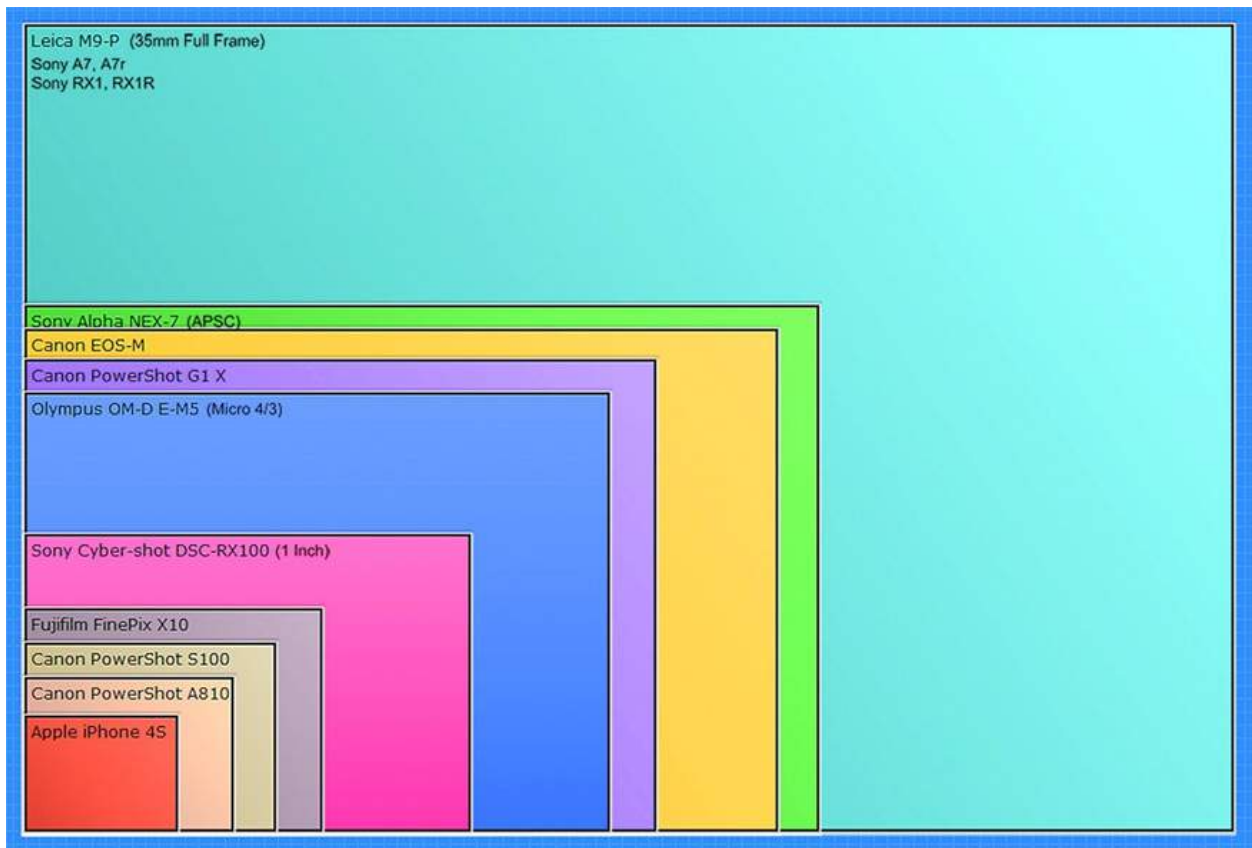 Leica M9-P (35mm Full Frame)
Sony A7, A7r
Sony RX1, RX1R
Sony Alpha NEX-7 (APSC)
Canon EOS-M
Canon PowerShot G1 X
Olympus OM-D E-M5 (Micro 4/3)
Sony Cyber-shot DSC-RX100 (1 Inch)
Fujifilm FinePix X10
Canon PowerShot S100
Canon PowerShot A810
Apple iPhone 4S